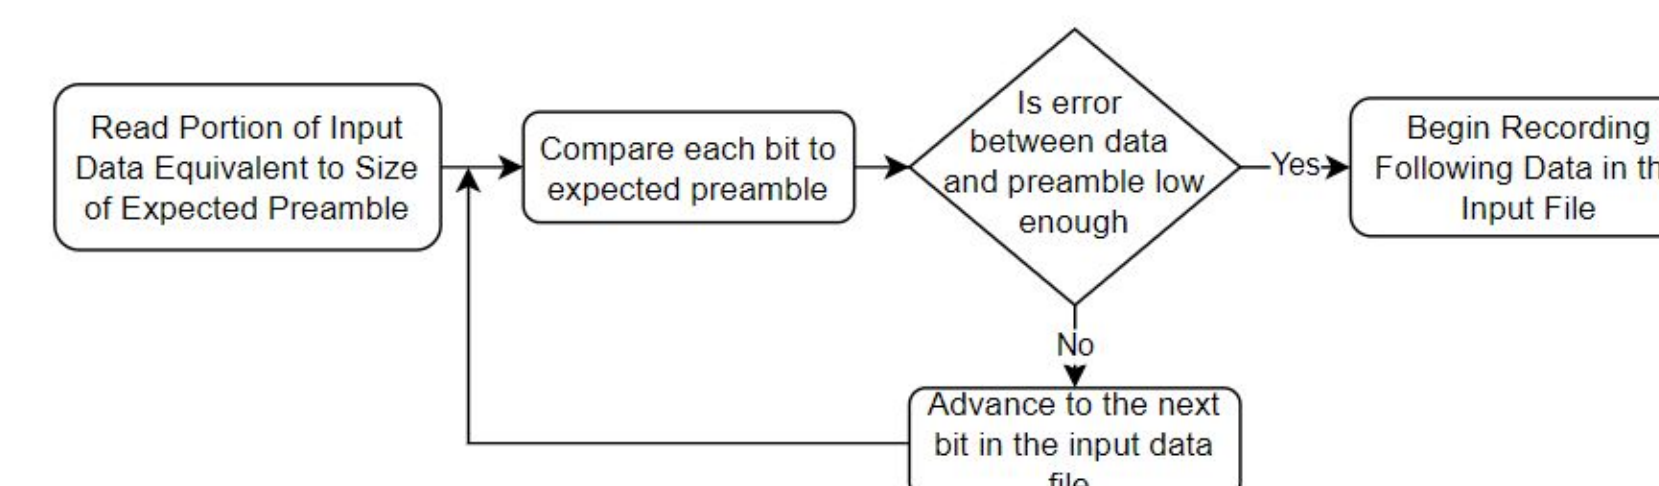 Read Portion of Input
Data Equivalent to Size
of Expected Preamble
Compare each bit to
expected preamble
Is error
between data
and preamble low
enough
Yes
Begin Recording
Following Data in th
Input File
No
Advance to the next
bit in the input data
file